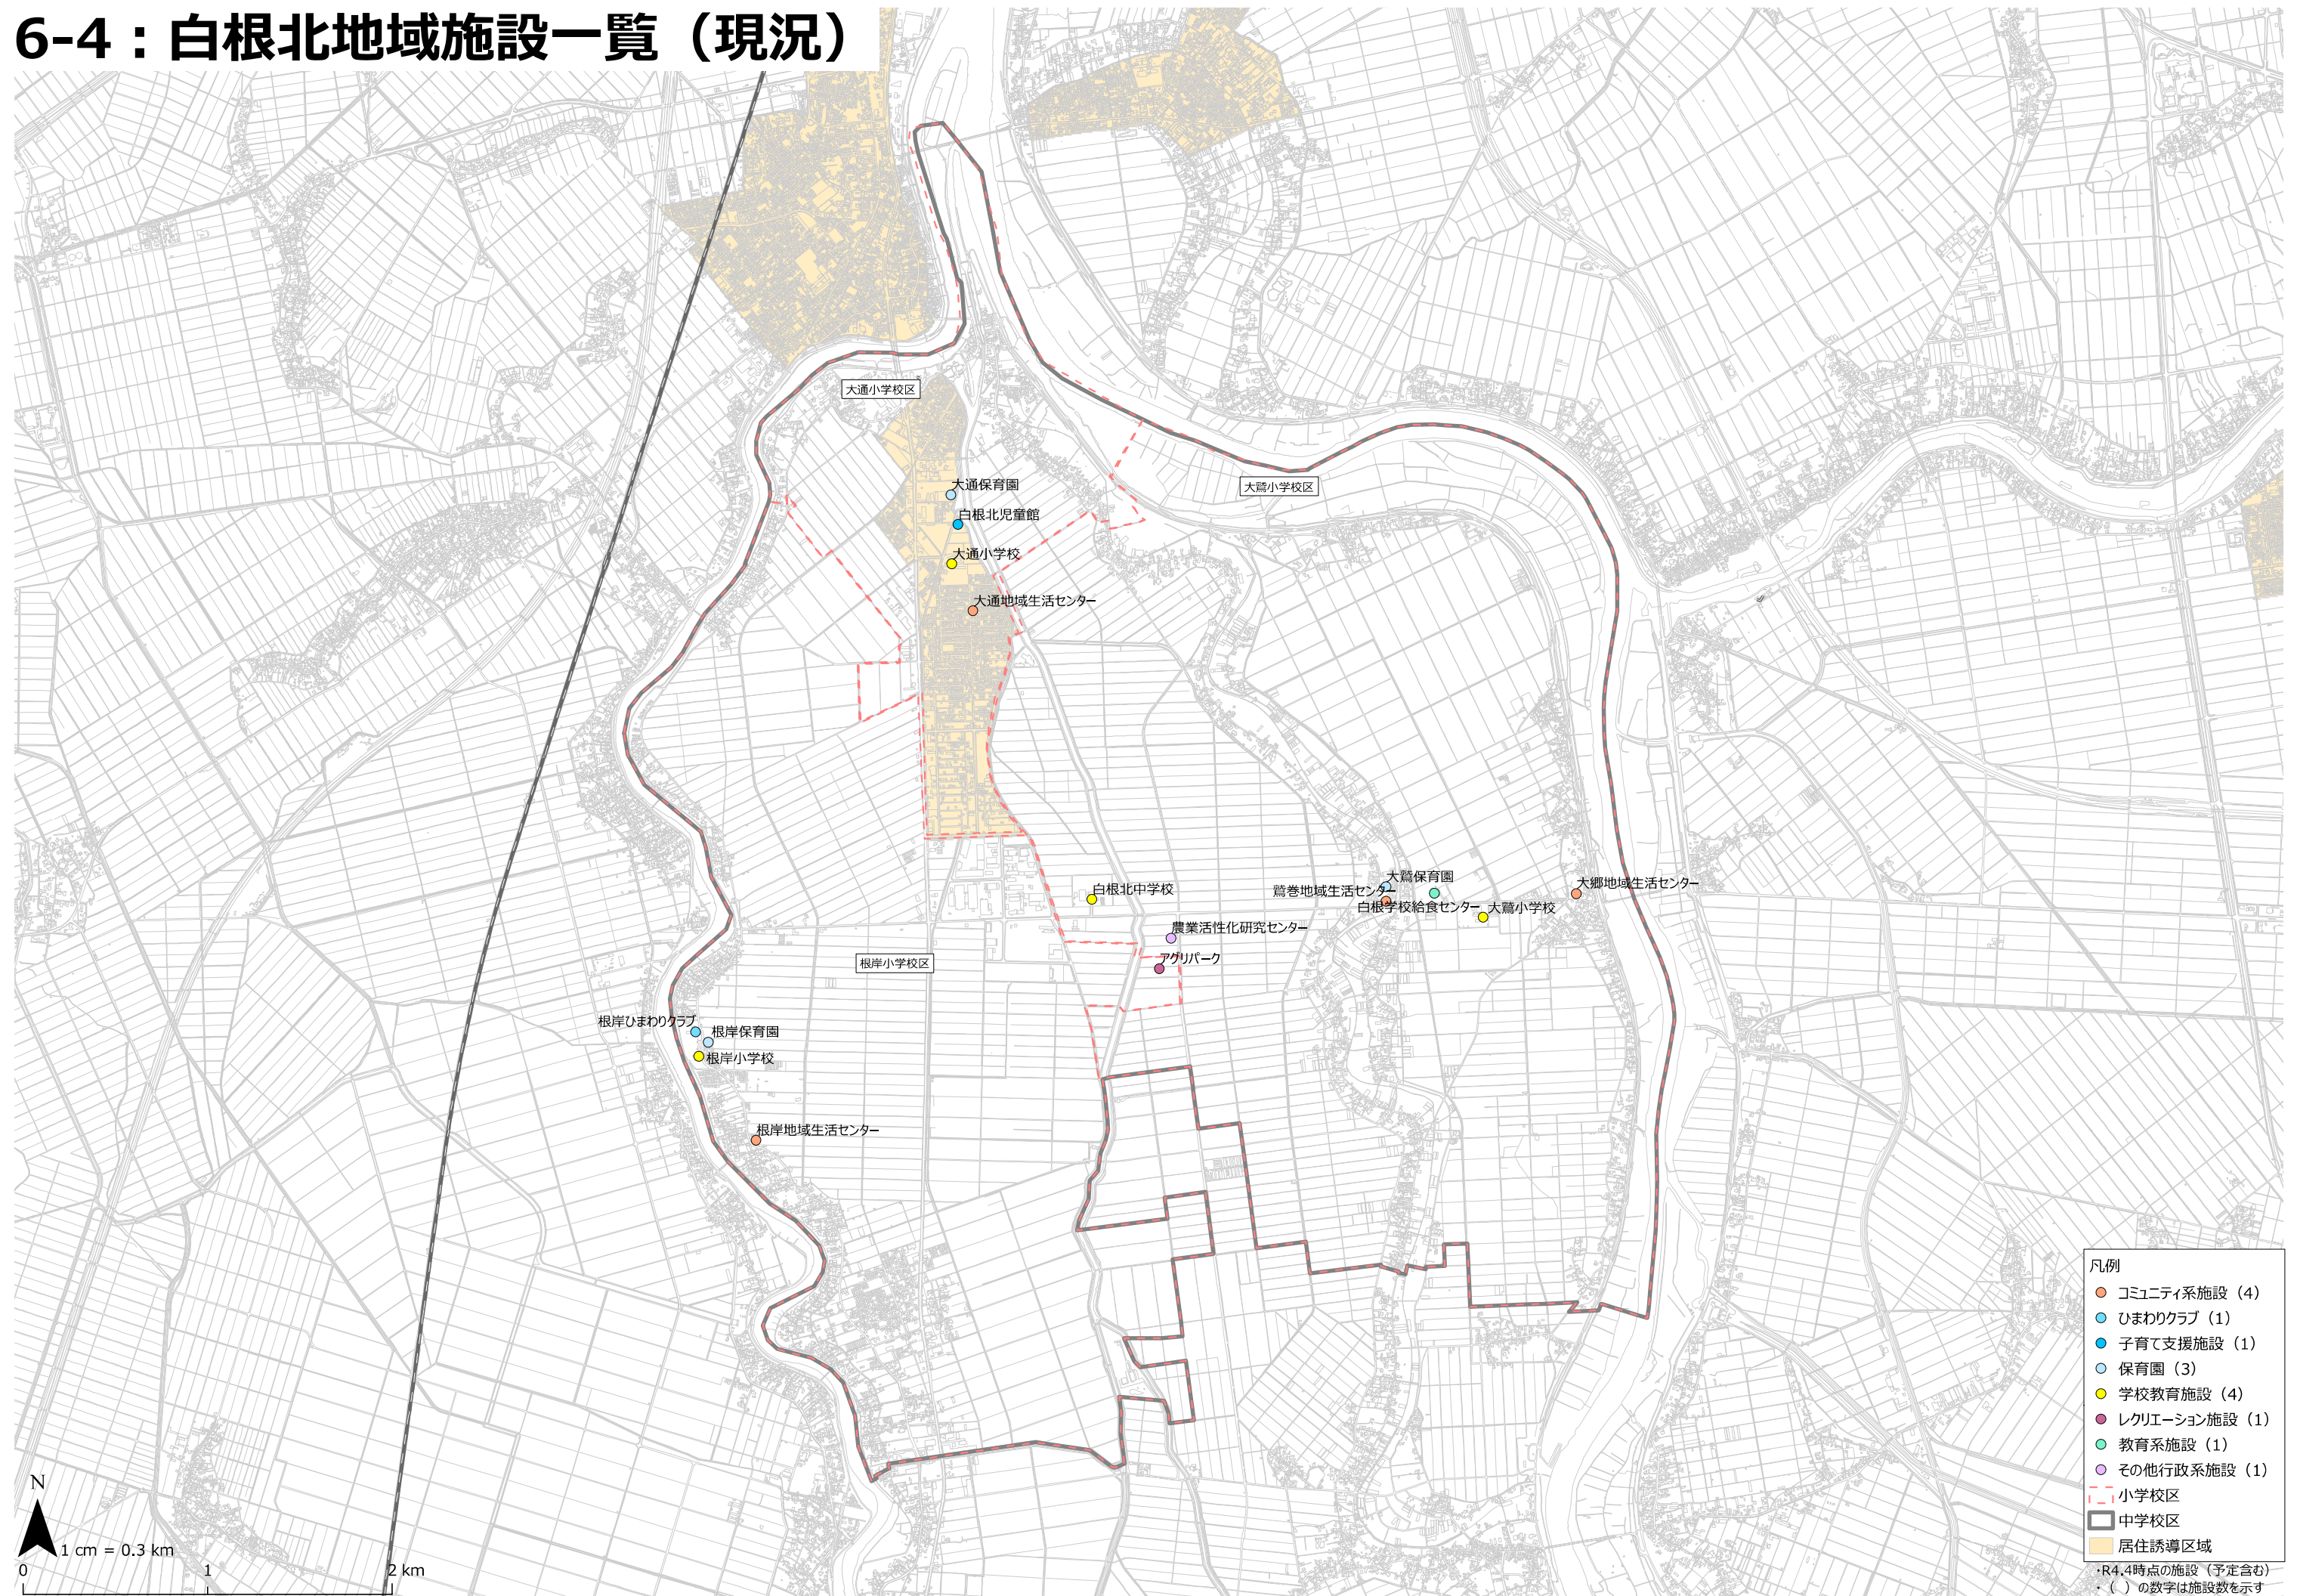 6-4：白根北地域施設一覧（現況）
大通小学校区
大鷲小学校区
大通保育園
白根北児童館
大通小学校
大通地域生活センター
白根北中学校
大鷲保育園
鷲巻地域生活センター
大郷地域生活センター
白根学校給食センター
大鷲小学校
農業活性化研究センター
アグリパーク
根岸小学校区
根岸ひまわりクラブ
根岸保育園
根岸小学校
根岸地域生活センター
凡例
コミュニティ系施設（4）
ひまわりクラブ（1）
子育て支援施設（1）
保育園（3）
学校教育施設（4）
レクリエーション施設（1）
教育系施設（1）
その他行政系施設（1）
小学校区
中学校区
居住誘導区域
・R4.4時点の施設（予定含む）
・（ ）の数字は施設数を示す
N
1 cm = 0.3 km
0 1 2 km